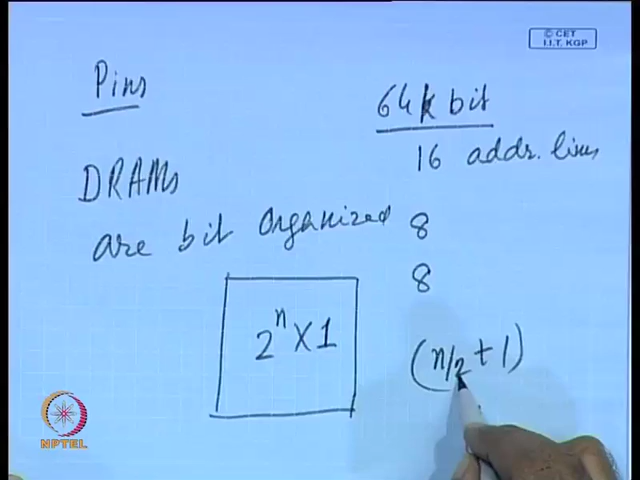 © CET
I.I.T. KGP
Pins
64k bit
16 addr. lines
DRAMs
are bit organized
8
8
2^n X 1
(n/2 + 1)
NPTEL